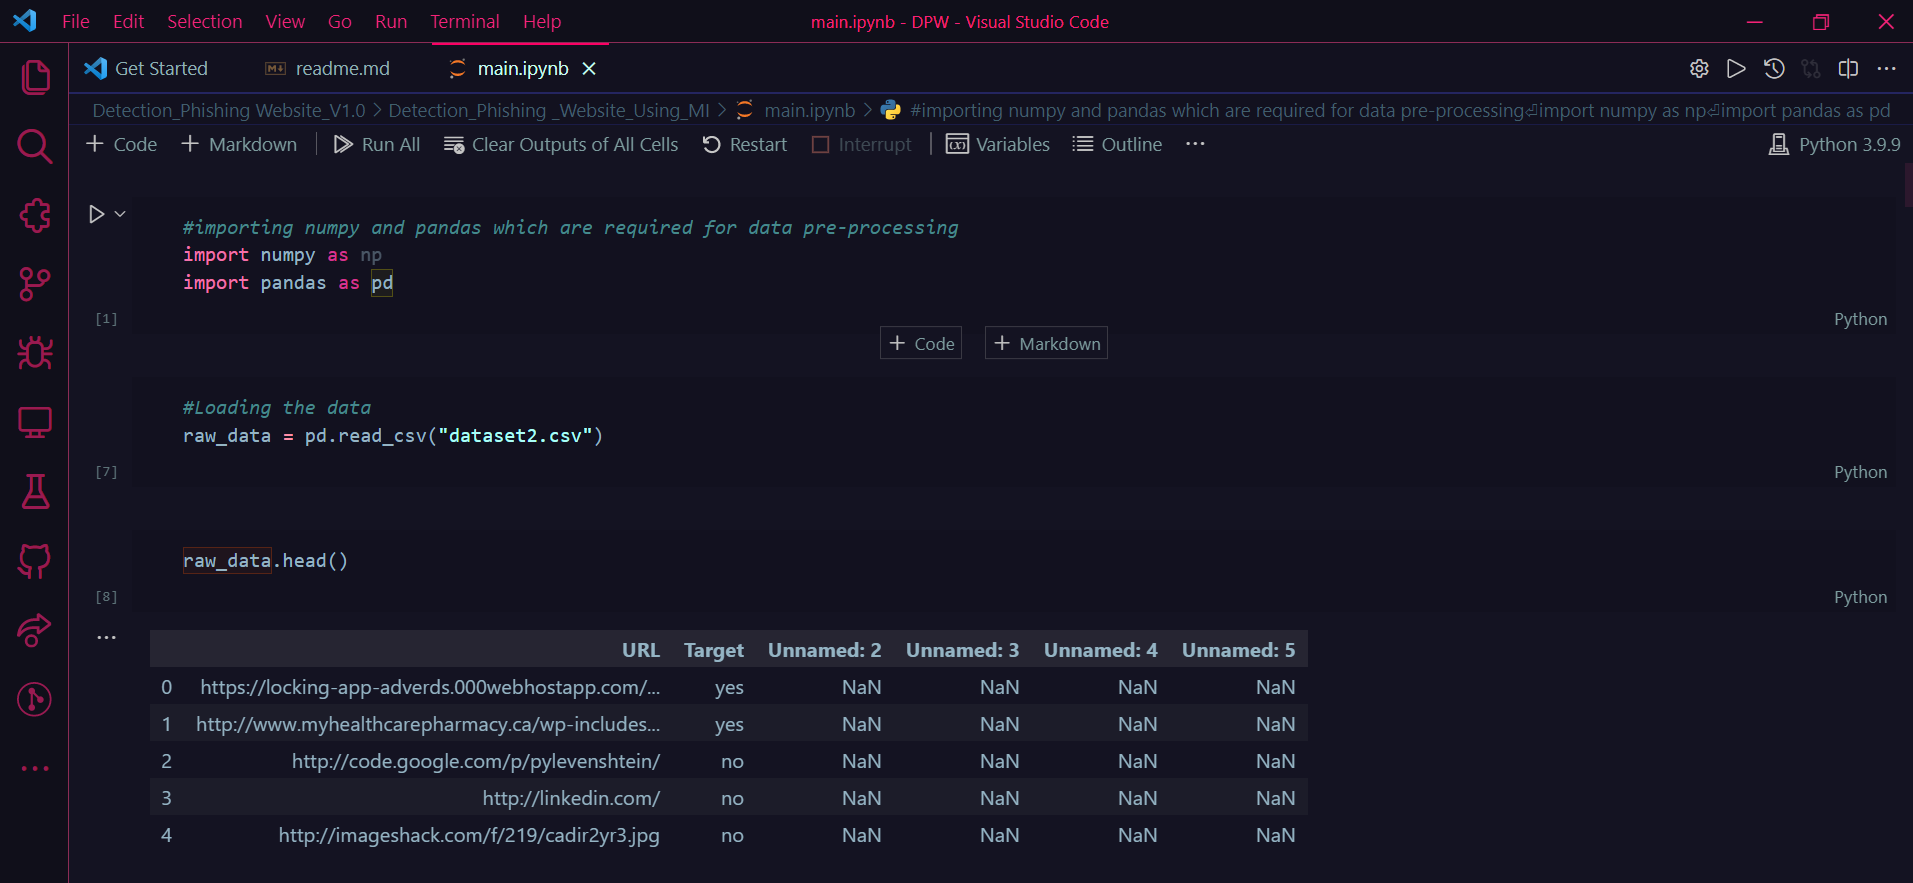 File Edit Selection View Go Run Terminal Help main.ipynb - DPW - Visual Studio Code
Get Started readme.md main.ipynb
Detection_Phishing Website_V1.0 > Detection_Phishing _Website_Using_Ml > main.ipynb > #importing numpy and pandas which are required for data pre-processing⏎import numpy as np⏎import pandas as pd
+ Code + Markdown Run All Clear Outputs of All Cells Restart Interrupt Variables Outline ... Python 3.9.9
#importing numpy and pandas which are required for data pre-processing
import numpy as np
import pandas as pd
[1] Python
+ Code + Markdown
#Loading the data
raw_data = pd.read_csv("dataset2.csv")
[7] Python
raw_data.head()
[8] Python
...
URL Target Unnamed: 2 Unnamed: 3 Unnamed: 4 Unnamed: 5
0 https://locking-app-adverds.000webhostapp.com/... yes NaN NaN NaN NaN
1 http://www.myhealthcarepharmacy.ca/wp-includes... yes NaN NaN NaN NaN
2 http://code.google.com/p/pylevenshtein/ no NaN NaN NaN NaN
3 http://linkedin.com/ no NaN NaN NaN NaN
4 http://imageshack.com/f/219/cadir2yr3.jpg no NaN NaN NaN NaN